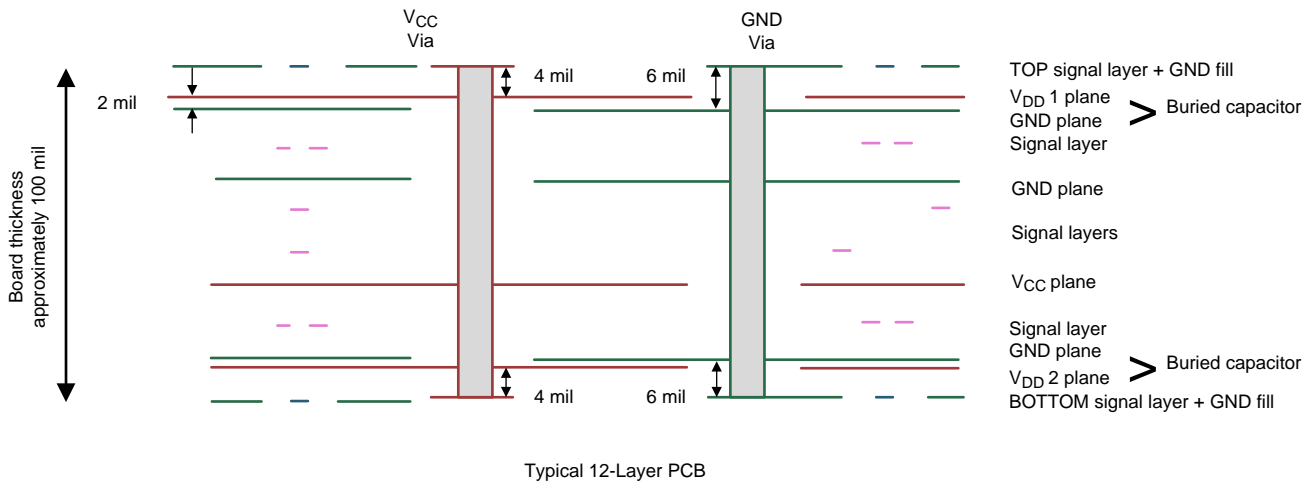 VCC
Via
GND
Via
4 mil
6 mil
2 mil
TOP signal layer + GND fill
VDD 1 plane
GND plane
> Buried capacitor
Signal layer
GND plane
Signal layers
VCC plane
Signal layer
GND plane
VDD 2 plane
> Buried capacitor
BOTTOM signal layer + GND fill
4 mil
6 mil
Board thickness
approximately 100 mil
Typical 12-Layer PCB